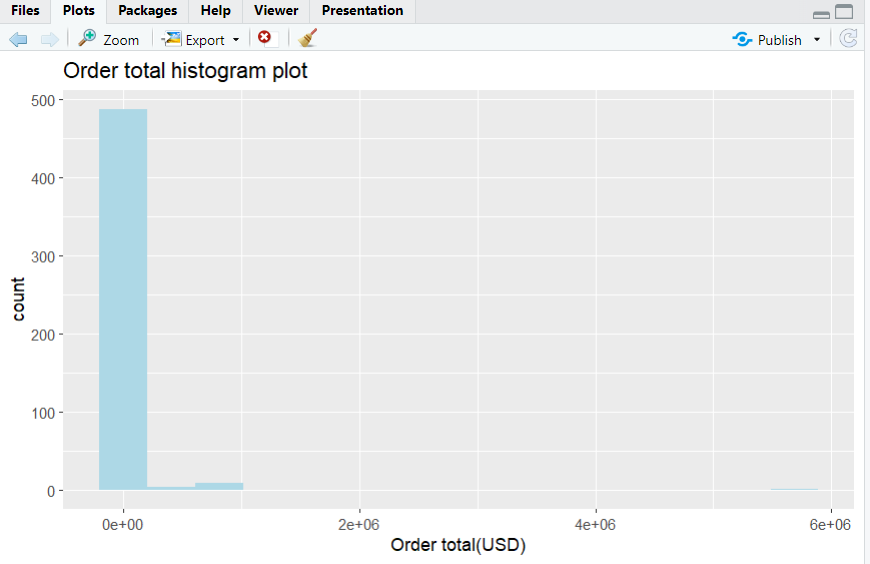 Files Plots Packages Help Viewer Presentation
Zoom Export Publish
Order total histogram plot
500
400
300
200
100
0
count
0e+00 2e+06 4e+06 6e+06
Order total(USD)